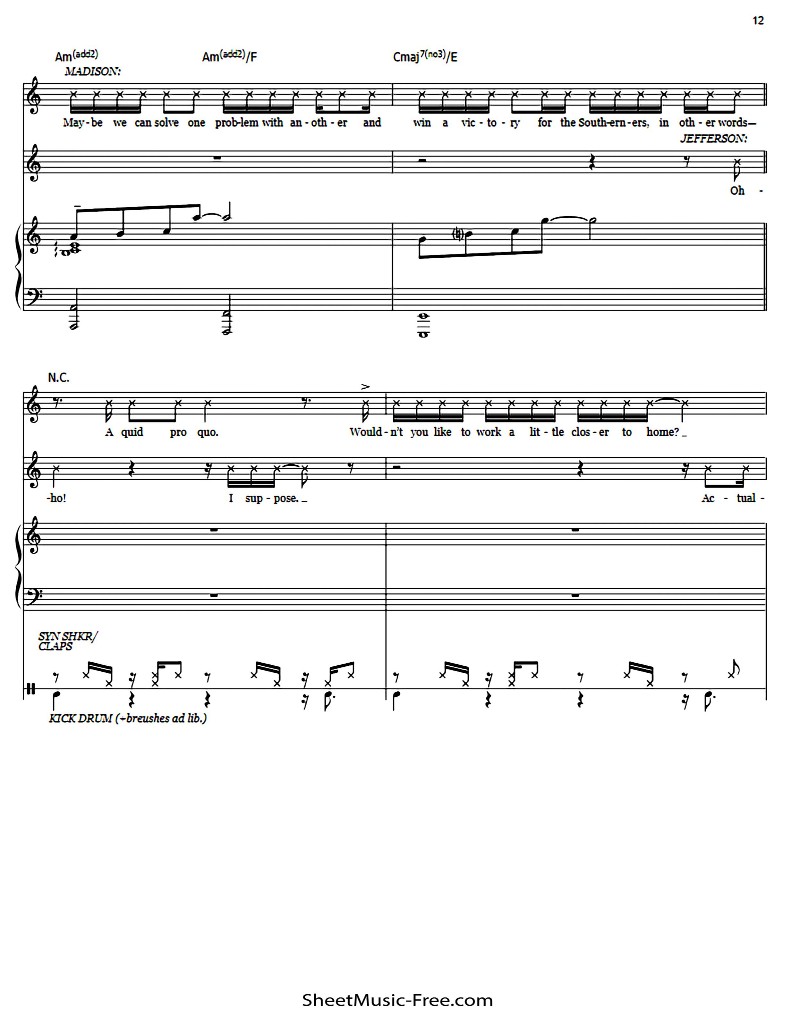 12
Am(add2) Am(add2)/F Cmaj7(no3)/E
MADISON:
May - be we can solve one prob-lem with an - oth - er and win a vic - to - ry for the South-ern-ers, in oth - er words—
JEFFERSON:
Oh -
N.C.
A quid pro quo. Would - n't you like to work a lit - tle clos - er to home? _
-ho! I sup - pose. _ Ac - tual -
SYN SHKR/
CLAPS
KICK DRUM (+breushes ad lib.)
SheetMusic-Free.com